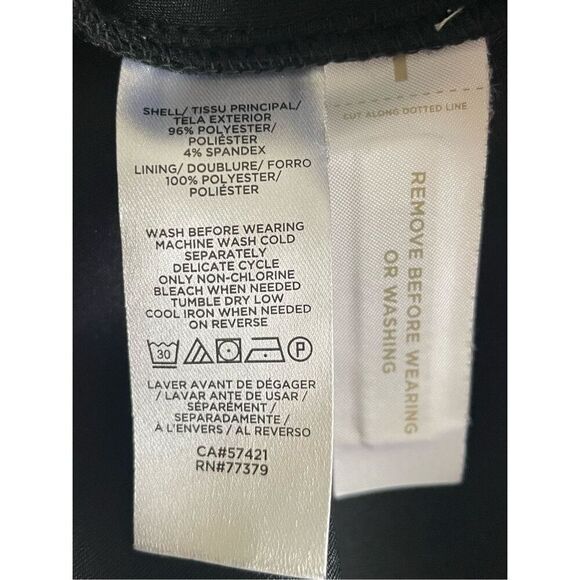 SHELL/ TISSU PRINCIPAL/
TELA EXTERIOR
96% POLYESTER/
POLIÉSTER
4% SPANDEX
LINING/ DOUBLURE/ FORRO
100% POLYESTER/
POLIÉSTER
WASH BEFORE WEARING
MACHINE WASH COLD
SEPARATELY
DELICATE CYCLE
ONLY NON-CHLORINE
BLEACH WHEN NEEDED
TUMBLE DRY LOW
COOL IRON WHEN NEEDED
ON REVERSE
30 P
LAVER AVANT DE DÉGAGER
/ LAVAR ANTE DE USAR /
SÉPARÉMENT/
SEPARADAMENTE /
À L'ENVERS / AL REVERSO
CA#57421
RN#77379
CUT ALONG DOTTED LINE
REMOVE BEFORE WEARING
OR WASHING